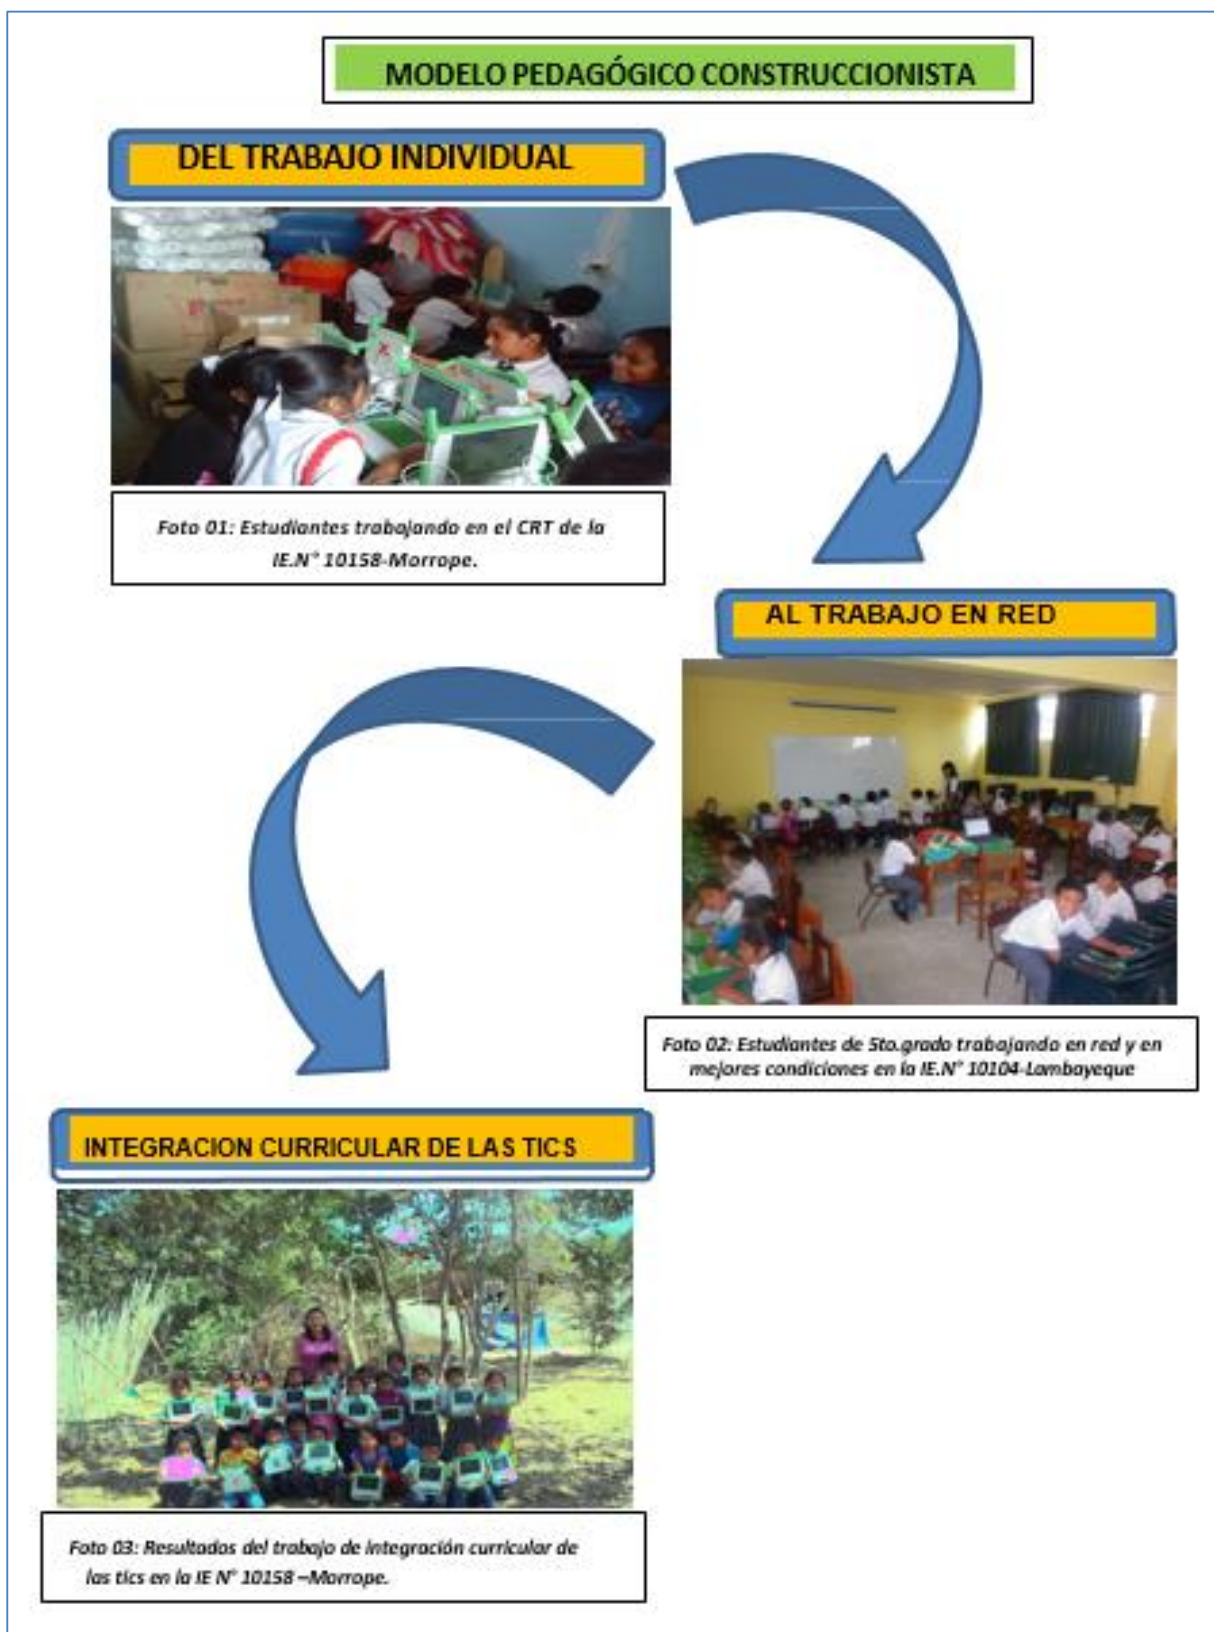 MODELO PEDAGÓGICO CONSTRUCCIONISTA
DEL TRABAJO INDIVIDUAL
Foto 01: Estudiantes trabajando en el CRT de la
IE.N° 10158-Morrope.
AL TRABAJO EN RED
Foto 02: Estudiantes de 5to.grado trabajando en red y en
mejores condiciones en la IE.N° 10104-Lambayeque
INTEGRACION CURRICULAR DE LAS TICS
Foto 03: Resultados del trabajo de integración curricular de
las tics en la IE N° 10158 –Morrope.